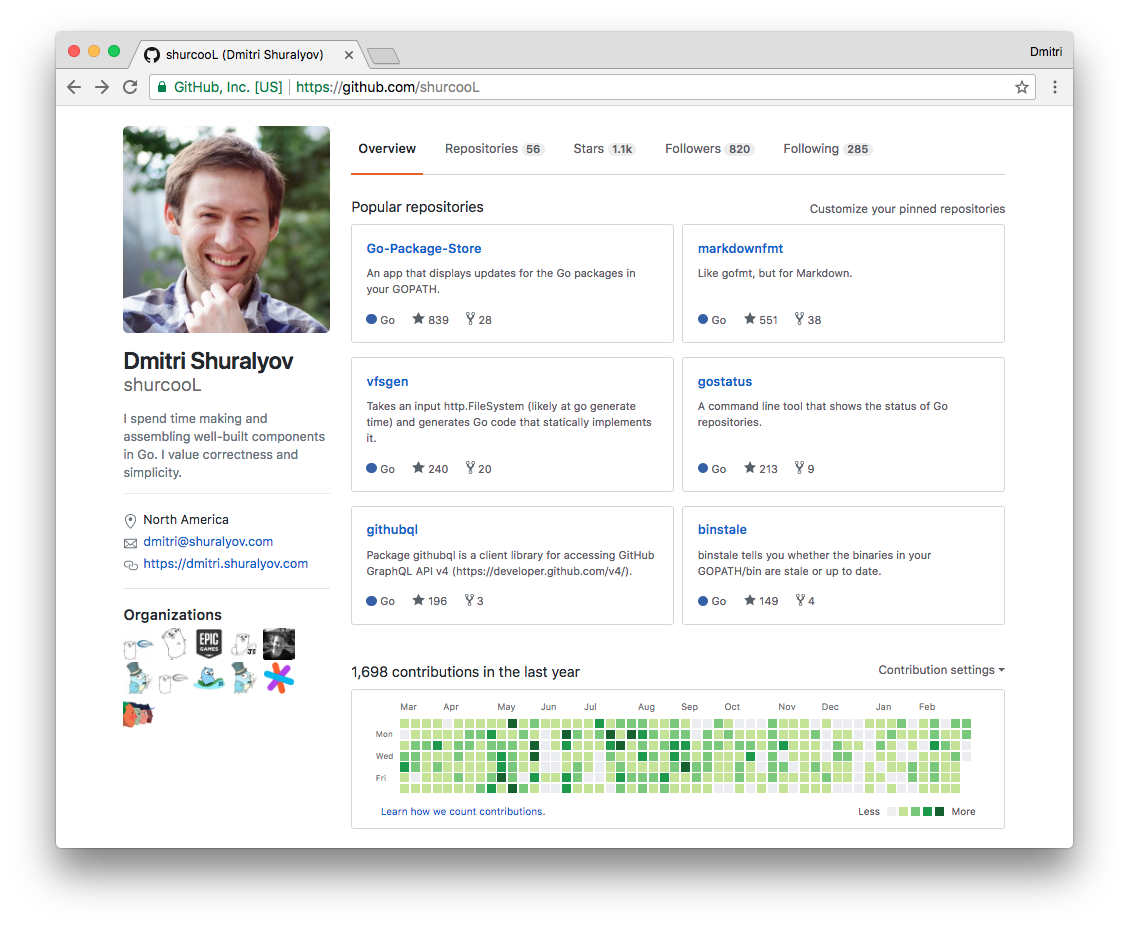 shurcooL (Dmitri Shuralyov)
Dmitri
GitHub, Inc. [US] https://github.com/shurcooL
Overview Repositories 56 Stars 1.1k Followers 820 Following 285
Popular repositories
Customize your pinned repositories
Go-Package-Store
An app that displays updates for the Go packages in
your GOPATH.
Go 839 28
markdownfmt
Like gofmt, but for Markdown.
Go 551 38
vfsgen
Takes an input http.FileSystem (likely at go generate
time) and generates Go code that statically implements
it.
Go 240 20
gostatus
A command line tool that shows the status of Go
repositories.
Go 213 9
githubql
Package githubql is a client library for accessing GitHub
GraphQL API v4 (https://developer.github.com/v4/).
Go 196 3
binstale
binstale tells you whether the binaries in your
GOPATH/bin are stale or up to date.
Go 149 4
Dmitri Shuralyov
shurcooL
I spend time making and
assembling well-built components
in Go. I value correctness and
simplicity.
North America
dmitri@shuralyov.com
https://dmitri.shuralyov.com
Organizations
EPIC
GAMES
JS
1,698 contributions in the last year
Contribution settings
Mar Apr May Jun Jul Aug Sep Oct Nov Dec Jan Feb
Mon
Wed
Fri
Learn how we count contributions.
Less More